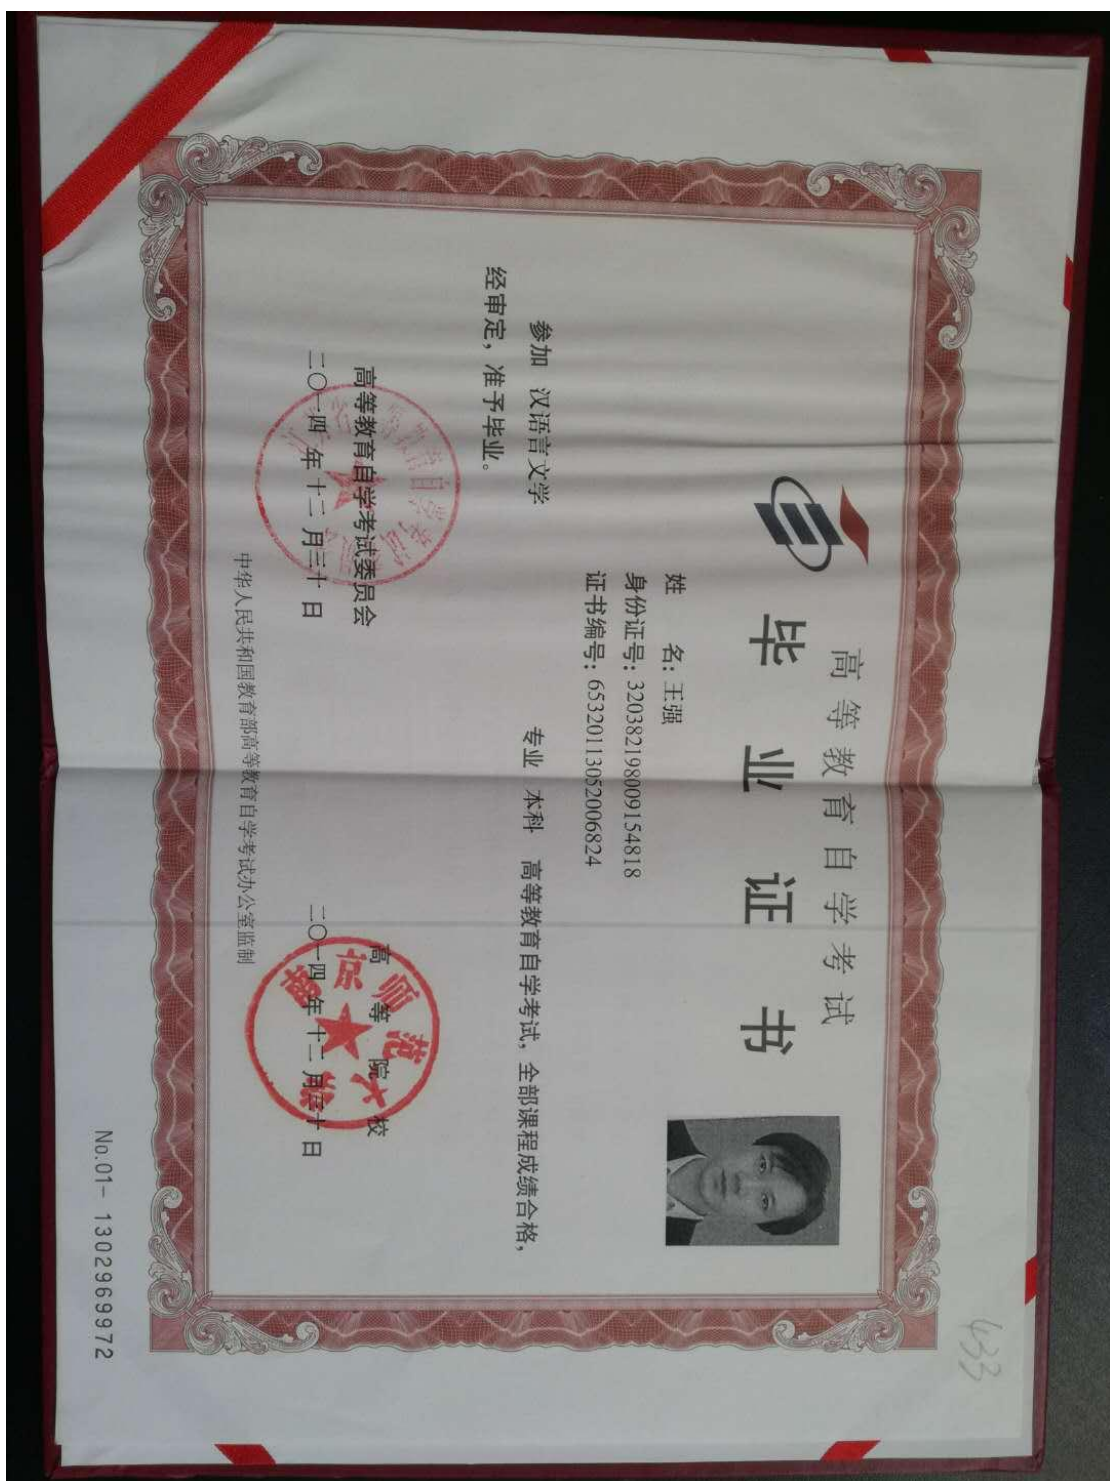 高等教育自学考试
毕业证书
姓 名：王强
身份证号：320382198009154818
证书编号：65320113052006824
参加 汉语言文学 专业 本科 高等教育自学考试，全部课程成绩合格，
经审定，准予毕业。
高等教育自学考试委员会
二〇一四年十二月三十日
高等院校
南京师范大学
二〇一四年十二月三十日
中华人民共和国教育部高等教育自学考试办公室监制
No.01- 1302969972
433